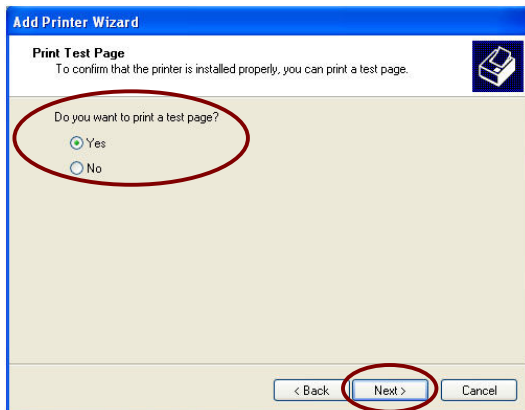 Add Printer Wizard
Print Test Page
To confirm that the printer is installed properly, you can print a test page.
Do you want to print a test page?
Yes
No
< Back
Next >
Cancel